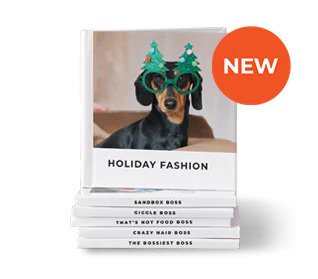 NEW
HOLIDAY FASHION
SANDBOX BOSS
GIGGLE BOSS
THAT'S NOT FOOD BOSS
CRAZY HAIR BOSS
THE BOSSIEST BOSS